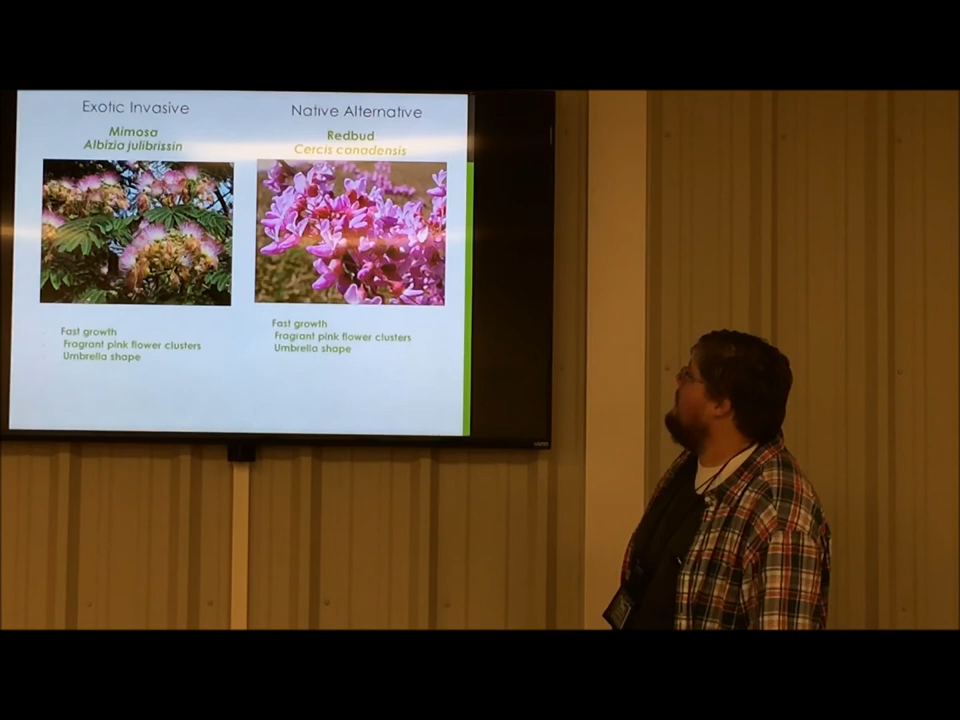 Exotic Invasive
Mimosa
Albizia julibrissin
Fast growth
Fragrant pink flower clusters
Umbrella shape
Native Alternative
Redbud
Cercis canadensis
Fast growth
Fragrant pink flower clusters
Umbrella shape